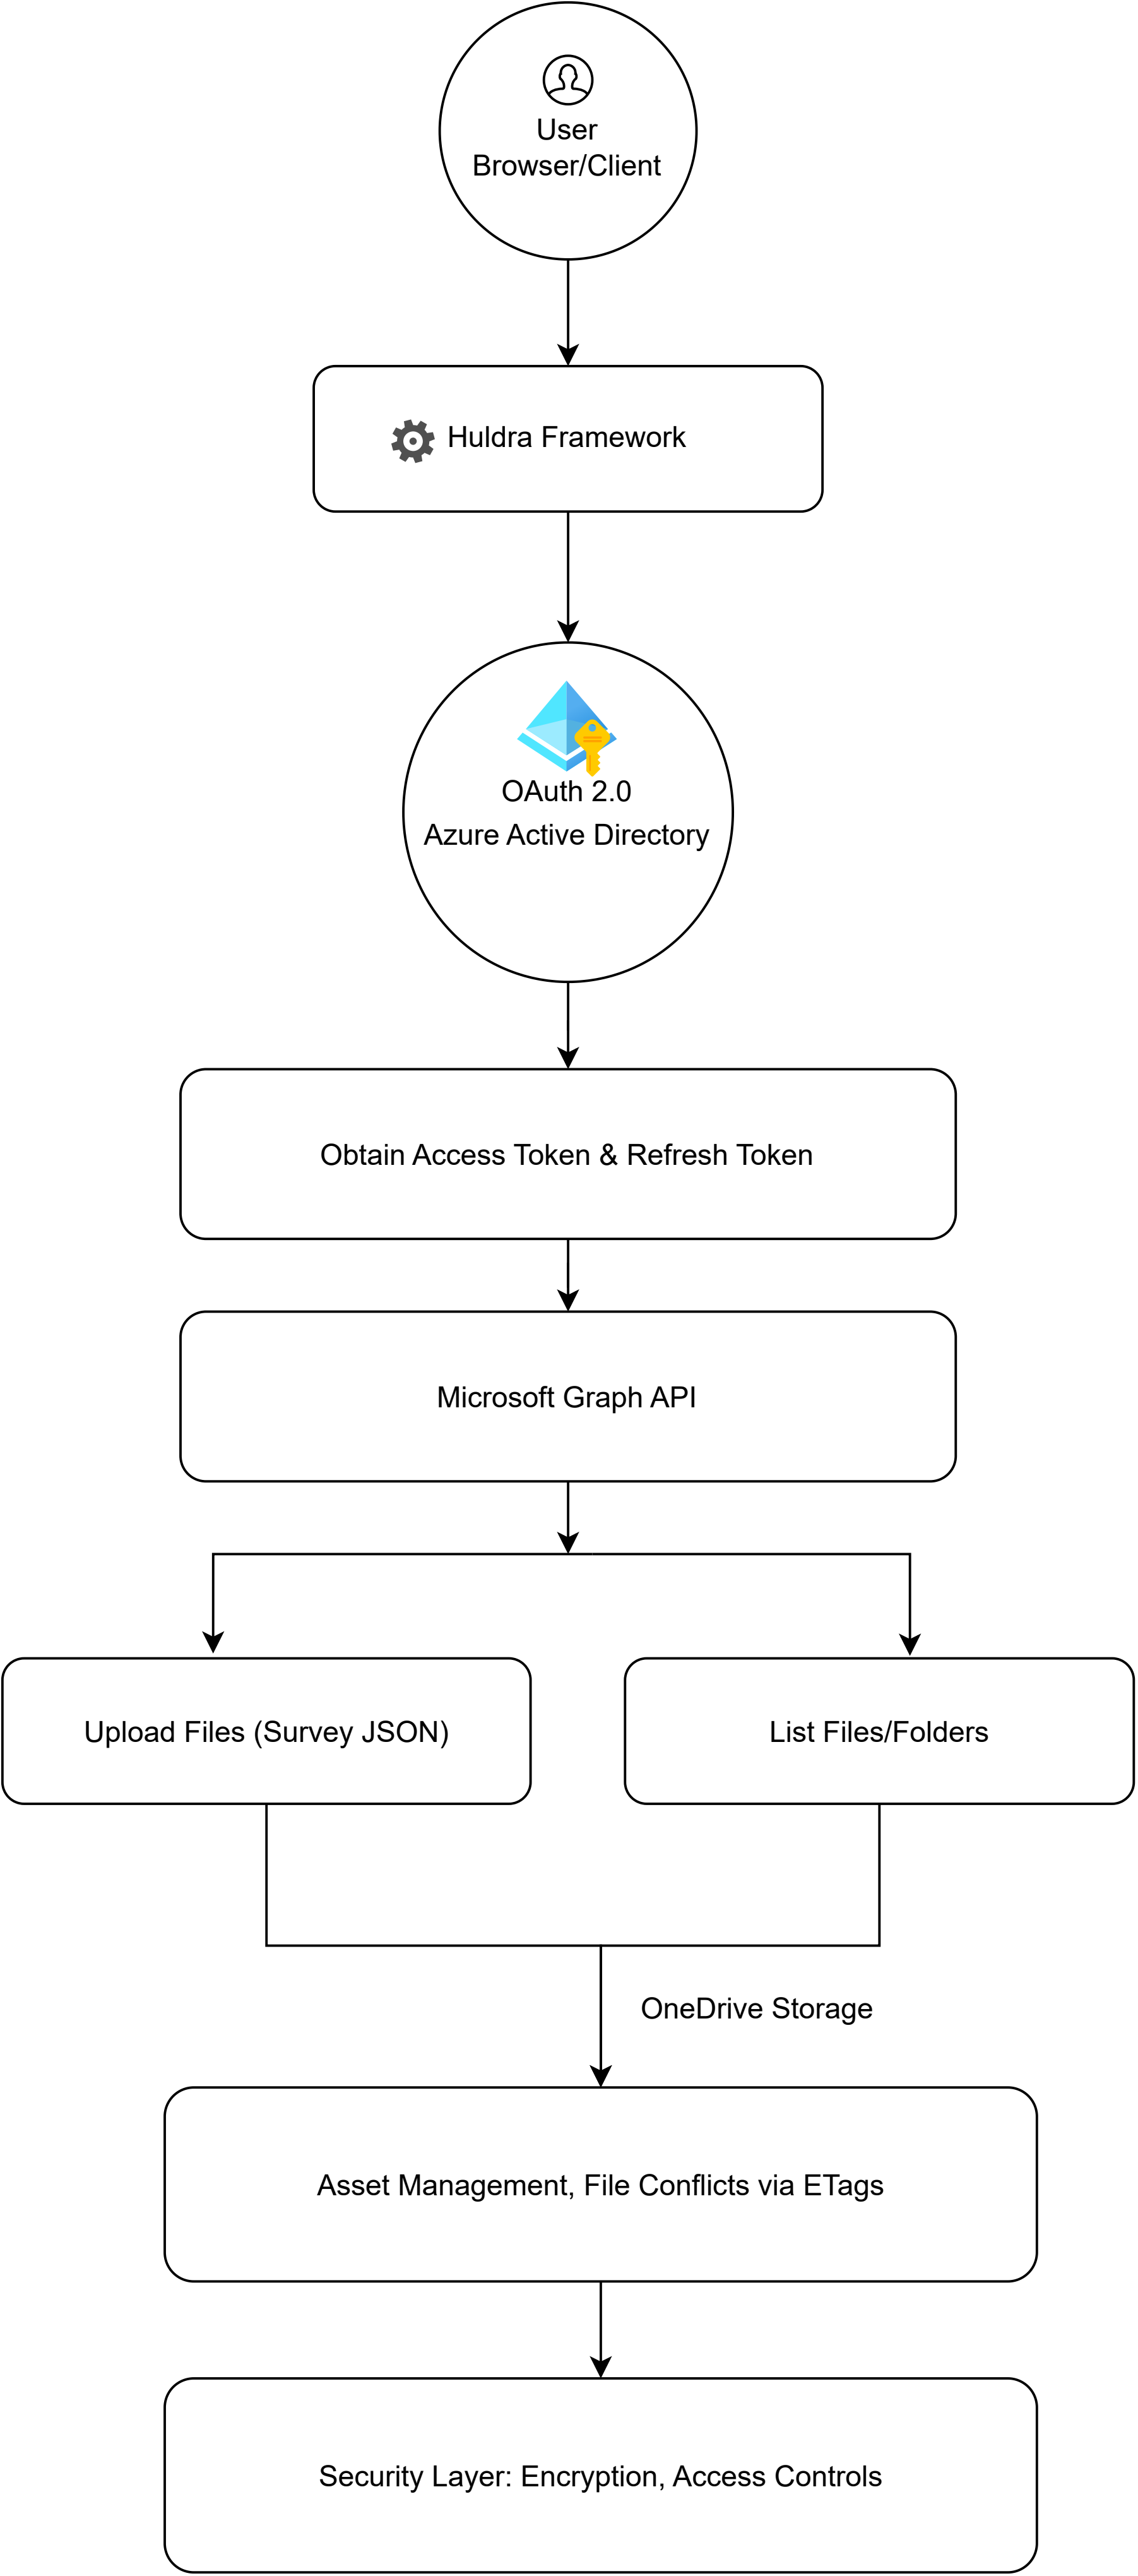 User
Browser/Client
Huldra Framework
OAuth 2.0
Azure Active Directory
Obtain Access Token & Refresh Token
Microsoft Graph API
Upload Files (Survey JSON)
List Files/Folders
OneDrive Storage
Asset Management, File Conflicts via ETags
Security Layer: Encryption, Access Controls